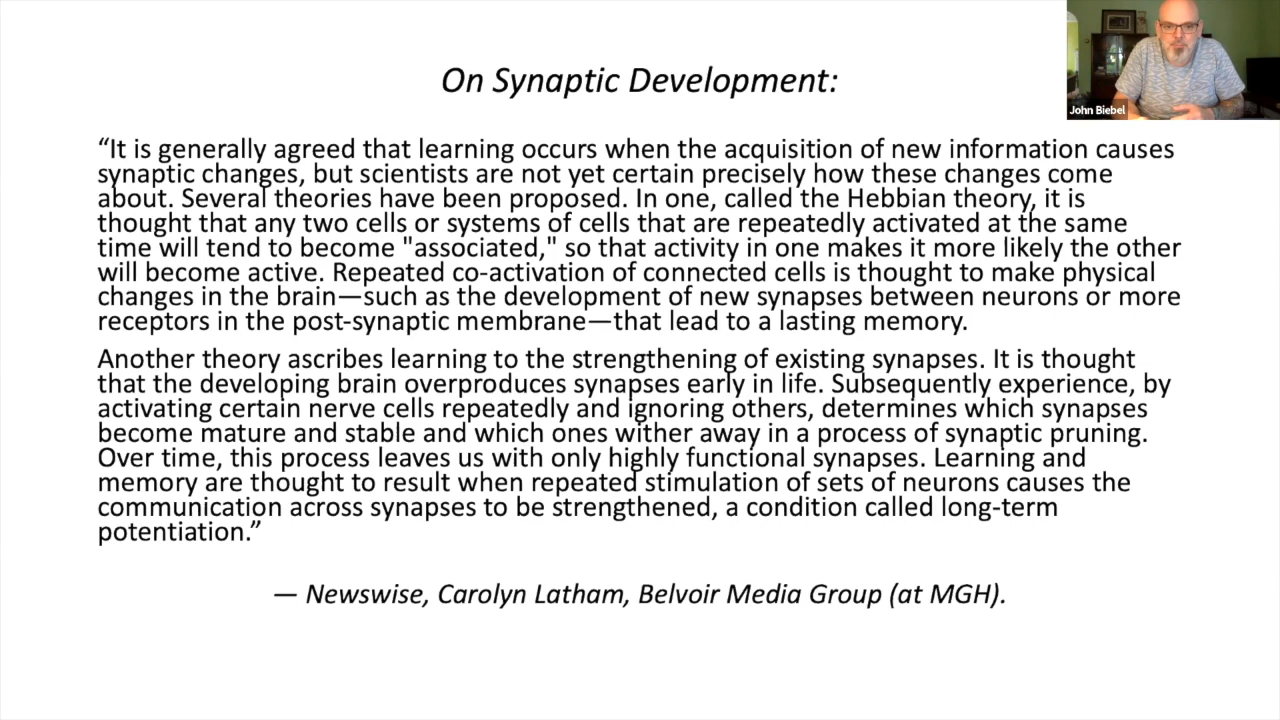 On Synaptic Development:
John Biebel
“It is generally agreed that learning occurs when the acquisition of new information causes
synaptic changes, but scientists are not yet certain precisely how these changes come
about. Several theories have been proposed. In one, called the Hebbian theory, it is
thought that any two cells or systems of cells that are repeatedly activated at the same
time will tend to become "associated," so that activity in one makes it more likely the other
will become active. Repeated co-activation of connected cells is thought to make physical
changes in the brain—such as the development of new synapses between neurons or more
receptors in the post-synaptic membrane—that lead to a lasting memory.
Another theory ascribes learning to the strengthening of existing synapses. It is thought
that the developing brain overproduces synapses early in life. Subsequently experience, by
activating certain nerve cells repeatedly and ignoring others, determines which synapses
become mature and stable and which ones wither away in a process of synaptic pruning.
Over time, this process leaves us with only highly functional synapses. Learning and
memory are thought to result when repeated stimulation of sets of neurons causes the
communication across synapses to be strengthened, a condition called long-term
potentiation.”
— Newswise, Carolyn Latham, Belvoir Media Group (at MGH).